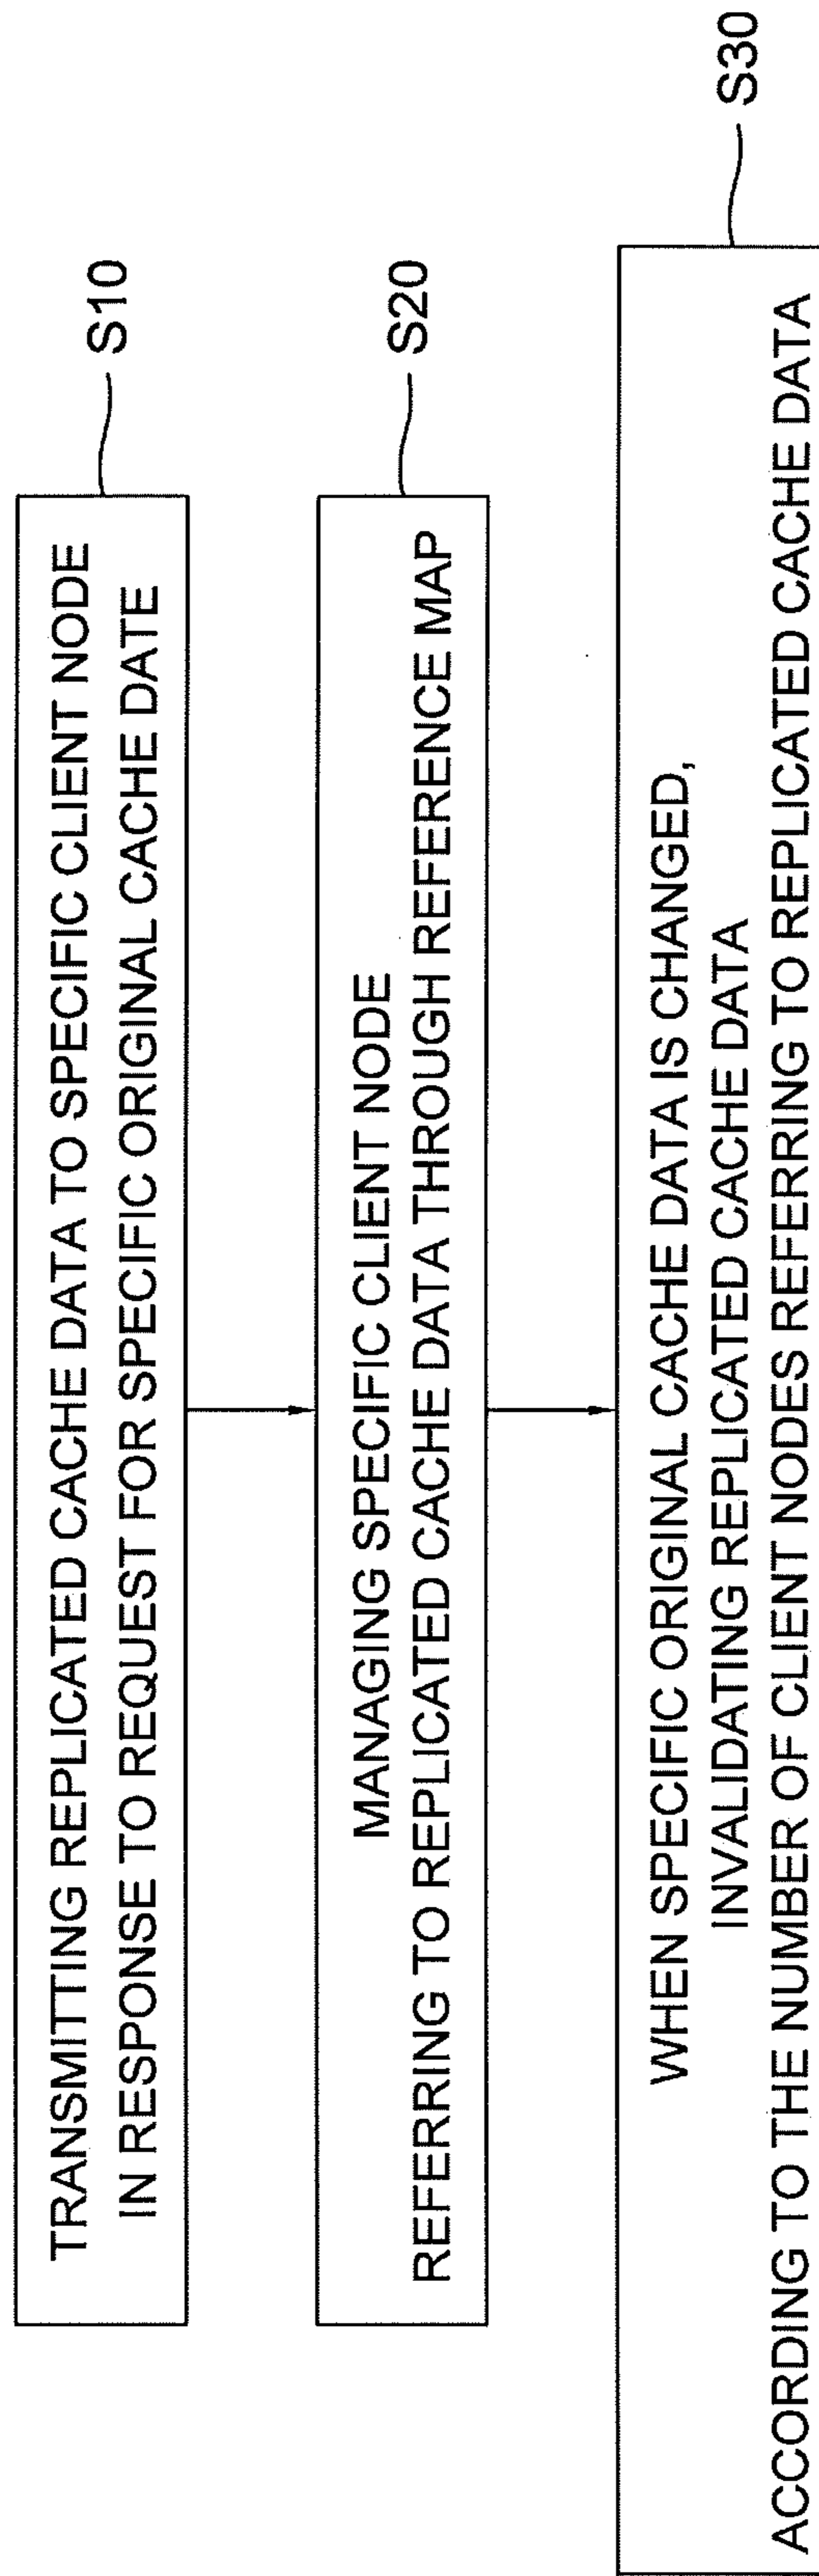 TRANSMITTING REPLICATED CACHE DATA TO SPECIFIC CLIENT NODE
IN RESPONSE TO REQUEST FOR SPECIFIC ORIGINAL CACHE DATE
S10
MANAGING SPECIFIC CLIENT NODE
REFERRING TO REPLICATED CACHE DATA THROUGH REFERENCE MAP
S20
WHEN SPECIFIC ORIGINAL CACHE DATA IS CHANGED,
INVALIDATING REPLICATED CACHE DATA
ACCORDING TO THE NUMBER OF CLIENT NODES REFERRING TO REPLICATED CACHE DATA
S30